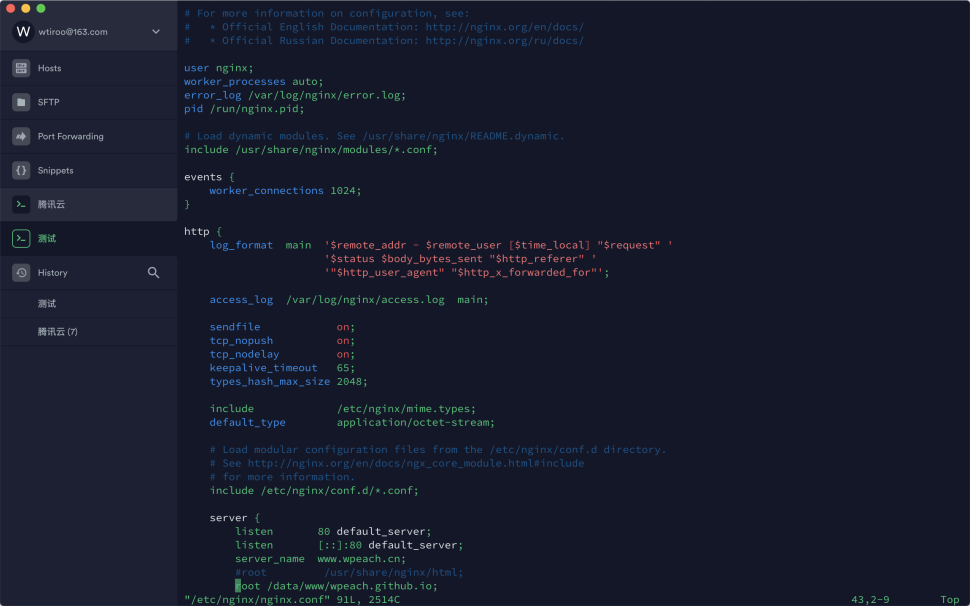 W wtiroo@163.com
Hosts
SFTP
Port Forwarding
{} Snippets
>_ 腾讯云
>_ 测试
History
测试
腾讯云 (7)
# For more information on configuration, see:
#   * Official English Documentation: http://nginx.org/en/docs/
#   * Official Russian Documentation: http://nginx.org/ru/docs/
user nginx;
worker_processes auto;
error_log /var/log/nginx/error.log;
pid /run/nginx.pid;
# Load dynamic modules. See /usr/share/nginx/README.dynamic.
include /usr/share/nginx/modules/*.conf;
events {
    worker_connections 1024;
}
http {
    log_format  main  '$remote_addr - $remote_user [$time_local] "$request" '
                      '$status $body_bytes_sent "$http_referer" '
                      '"$http_user_agent" "$http_x_forwarded_for"';
    access_log  /var/log/nginx/access.log  main;
    sendfile            on;
    tcp_nopush          on;
    tcp_nodelay         on;
    keepalive_timeout   65;
    types_hash_max_size 2048;
    include             /etc/nginx/mime.types;
    default_type        application/octet-stream;
    # Load modular configuration files from the /etc/nginx/conf.d directory.
    # See http://nginx.org/en/docs/ngx_core_module.html#include
    # for more information.
    include /etc/nginx/conf.d/*.conf;
    server {
        listen       80 default_server;
        listen       [::]:80 default_server;
        server_name  www.wpeach.cn;
        #root         /usr/share/nginx/html;
        root /data/www/wpeach.github.io;
"/etc/nginx/nginx.conf" 91L, 2514C 43,2-9 Top